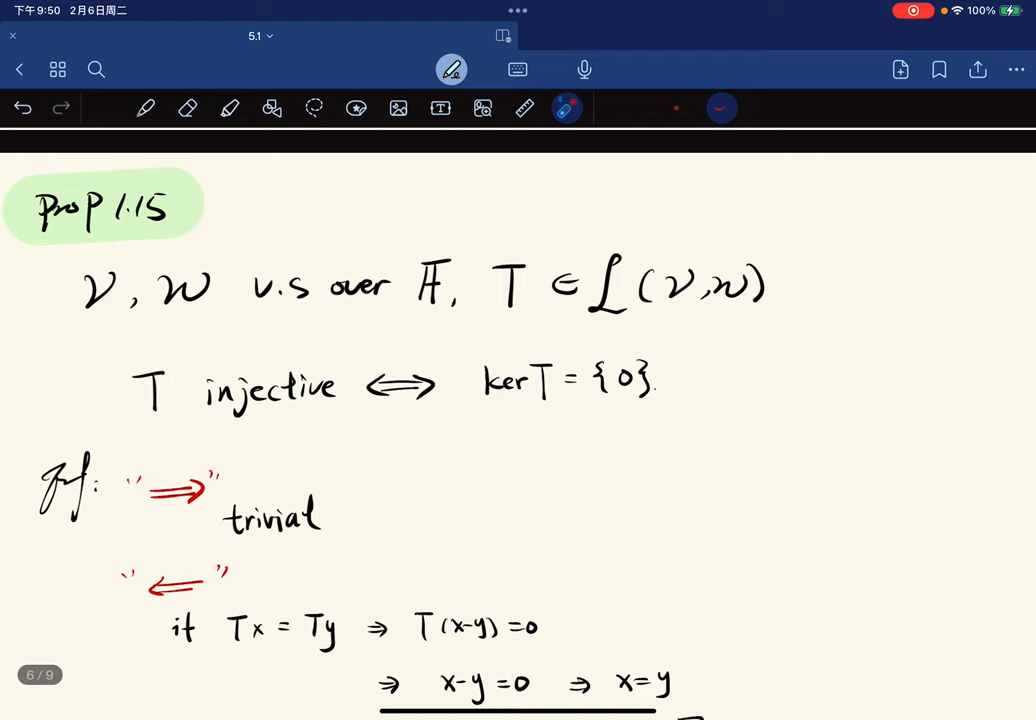 下午9:50 2月6日周二
100%
5.1
prop 1.15
V, W v.s over 𝔽, T ∈ ℒ(V,W)
T injective ⟺ ker T = {0}.
pf: "⟹"
trivial
"⟸"
if Tx = Ty ⇒ T(x-y) = 0
6 / 9
⇒ x-y = 0 ⇒ x = y